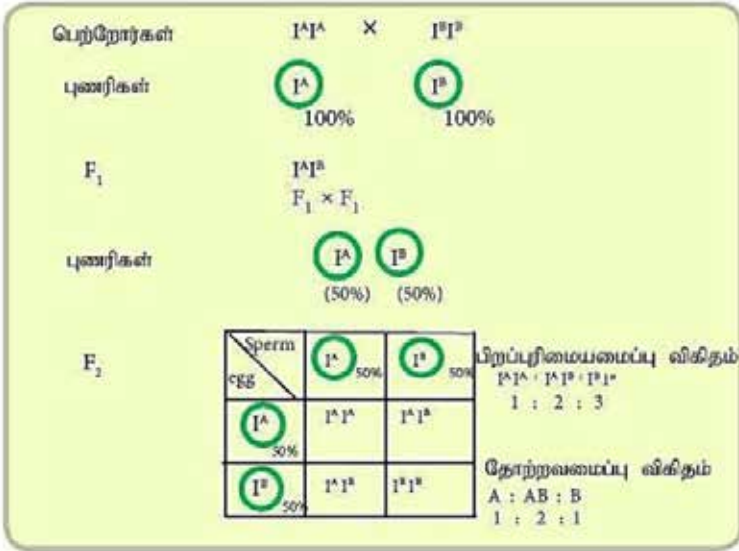 பெற்றோர்கள் IᴬIᴬ × IᴮIᴮ
புணரிகள் Iᴬ Iᴮ
100% 100%
F₁ IᴬIᴮ
F₁ × F₁
புணரிகள் Iᴬ Iᴮ
(50%) (50%)
F₂
Sperm Iᴬ 50% Iᴮ 50%
egg
Iᴬ 50% IᴬIᴬ IᴬIᴮ
Iᴮ 50% IᴬIᴮ IᴮIᴮ
பிறப்புரிமையமைப்பு விகிதம்
IᴬIᴬ : IᴬIᴮ :
1 : 2 : 3
தோற்றவமைப்பு விகிதம்
A : AB : B
1 : 2 : 1